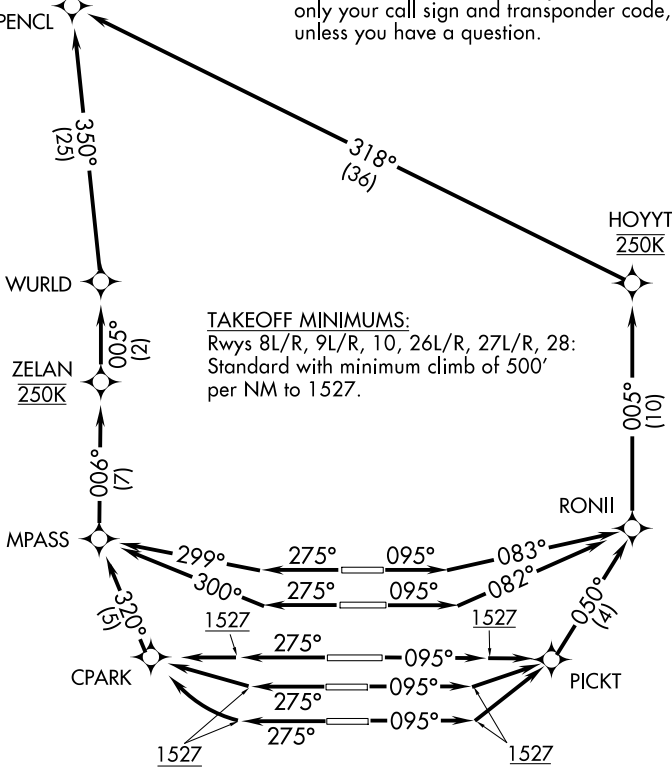 only your call sign and transponder code,
unless you have a question.
PENCL
350°
(25)
318°
(36)
HOYYT
250K
WURLD
TAKEOFF MINIMUMS:
Rwys 8L/R, 9L/R, 10, 26L/R, 27L/R, 28:
Standard with minimum climb of 500'
per NM to 1527.
005°
(2)
ZELAN
250K
005°
(10)
006°
(7)
RONII
MPASS
299°
275°
095°
083°
300°
275°
095°
082°
320°
(5)
050°
(4)
1527
1527
275°
095°
CPARK
PICKT
275°
095°
275°
095°
1527
1527